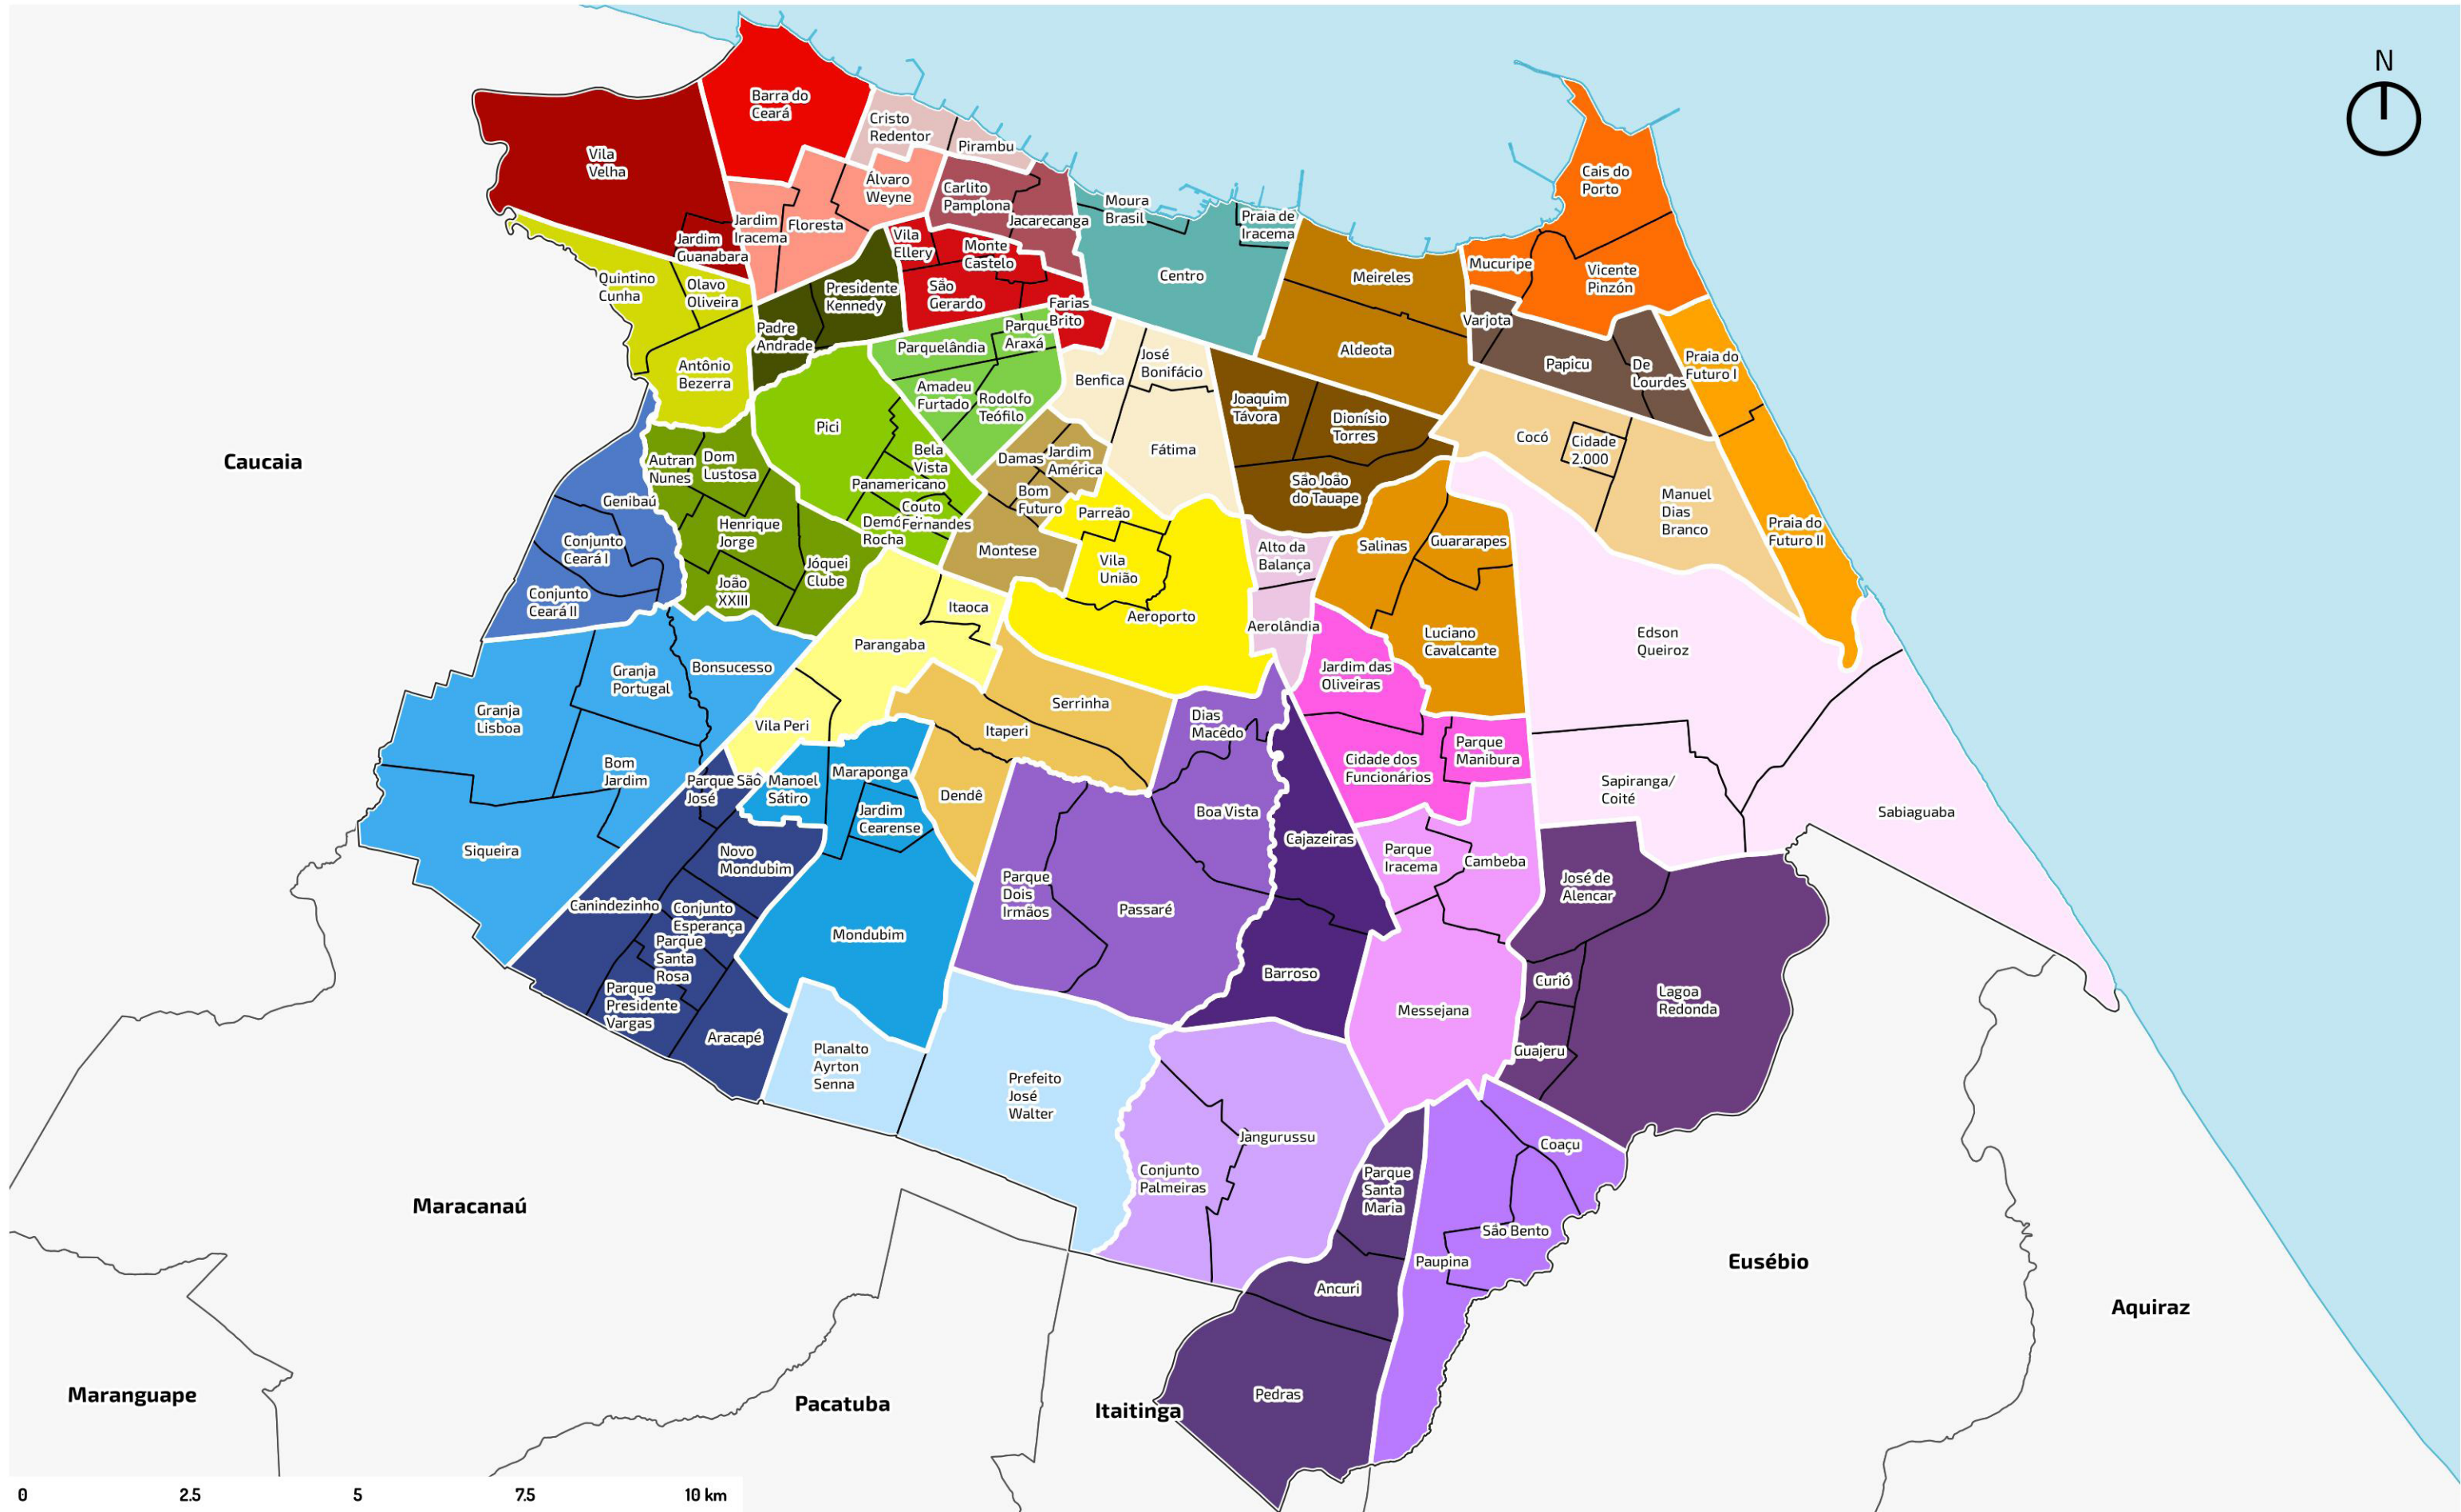 N
Barra do
Ceará
Cristo
Redentor
Pirambu
Vila
Velha
Álvaro
Weyne
Carlito
Pamplona
Jacarecanga
Moura
Brasil
Praia de
Iracema
Cais do
Porto
Jardim
Iracema
Floresta
Jardim
Guanabara
Vila
Ellery
Monte
Castelo
Centro
Meireles
Mucuripe
Vicente
Pinzón
Quintino
Cunha
Olavo
Oliveira
Presidente
Kennedy
São
Gerardo
Farias
Brito
Padre
Andrade
Parquelândia
Parque
Araxá
Varjota
Aldeota
Papicu
De
Lourdes
Praia do
Futuro I
Antônio
Bezerra
Amadeu
Furtado
Rodolfo
Teófilo
Benfica
José
Bonifácio
Joaquim
Távora
Dionísio
Torres
Pici
Bela
Vista
Damas
Jardim
América
Fátima
Cocó
Cidade
2.000
Caucaia
Autran
Nunes
Dom
Lustosa
Panamericano
Bom
Futuro
São João
do Tauape
Manuel
Dias
Branco
Genibaú
Couto
Fernandes
Demó
Rocha
Parreão
Praia do
Futuro II
Henrique
Jorge
Conjunto
Ceará I
Montese
Vila
União
Alto da
Balança
Salinas
Guararapes
Jóquei
Clube
João
XXIII
Conjunto
Ceará II
Itaoca
Aeroporto
Aerolândia
Parangaba
Luciano
Cavalcante
Edson
Queiroz
Granja
Portugal
Bonsucesso
Jardim das
Oliveiras
Granja
Lisboa
Vila Peri
Serrinha
Itaperi
Dias
Macêdo
Bom
Jardim
Parque São
José
Manoel
Sátiro
Maraponga
Cidade dos
Funcionários
Parque
Manibura
Dendê
Sapiranga/
Coité
Sabiaguaba
Jardim
Cearense
Boa Vista
Cajazeiras
Siqueira
Novo
Mondubim
Parque
Iracema
Cambeba
Parque
Dois
Irmãos
José de
Alencar
Canindezinho
Conjunto
Esperança
Passaré
Mondubim
Parque
Santa
Rosa
Barroso
Curió
Parque
Presidente
Vargas
Messejana
Lagoa
Redonda
Aracapé
Planalto
Ayrton
Senna
Guajeru
Prefeito
José
Walter
Jangurussu
Coaçu
Conjunto
Palmeiras
Parque
Santa
Maria
Maracanaú
São Bento
Paupina
Eusébio
Ancuri
Aquiraz
Maranguape
Pacatuba
Itaitinga
Pedras
0 2.5 5 7.5 10 km